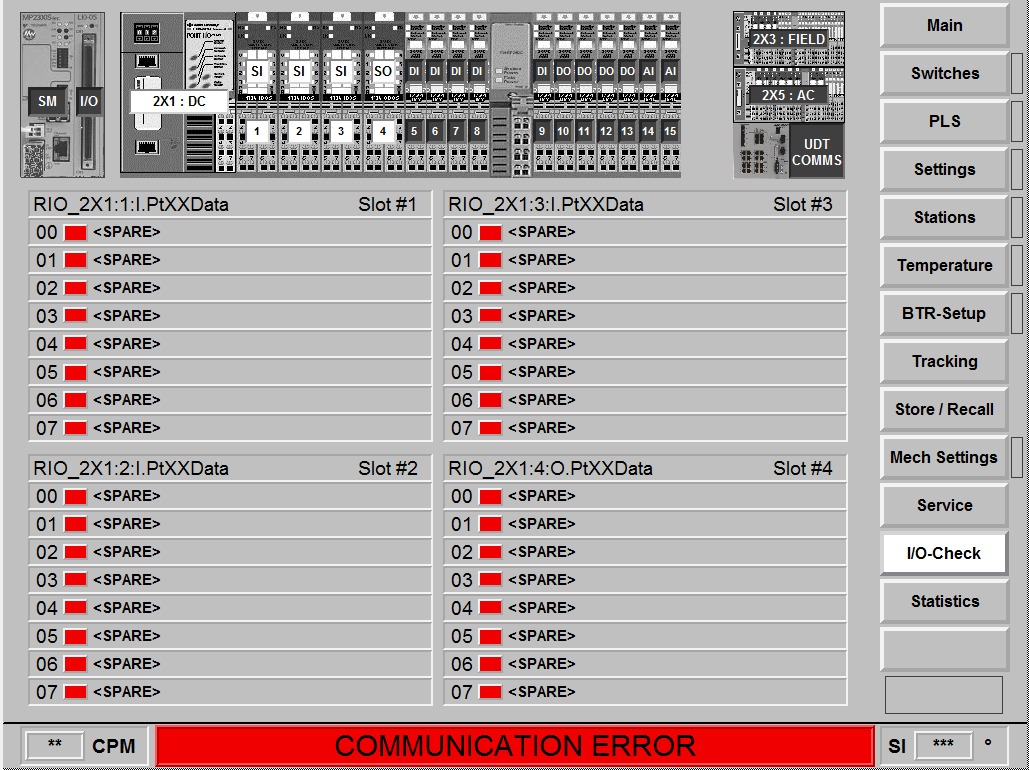 MP2300S LIO-05
SM I/O
2X1 : DC
POINT I/O
SI SI SI SO DI DI DI DI DI DO DO DO DO AI AI
1 2 3 4 5 6 7 8 9 10 11 12 13 14 15
2X3 : FIELD
2X5 : AC
UDT
COMMS
RIO_2X1:1:I.PtXXData Slot #1
00 <SPARE>
01 <SPARE>
02 <SPARE>
03 <SPARE>
04 <SPARE>
05 <SPARE>
06 <SPARE>
07 <SPARE>
RIO_2X1:3:I.PtXXData Slot #3
00 <SPARE>
01 <SPARE>
02 <SPARE>
03 <SPARE>
04 <SPARE>
05 <SPARE>
06 <SPARE>
07 <SPARE>
RIO_2X1:2:I.PtXXData Slot #2
00 <SPARE>
01 <SPARE>
02 <SPARE>
03 <SPARE>
04 <SPARE>
05 <SPARE>
06 <SPARE>
07 <SPARE>
RIO_2X1:4:O.PtXXData Slot #4
00 <SPARE>
01 <SPARE>
02 <SPARE>
03 <SPARE>
04 <SPARE>
05 <SPARE>
06 <SPARE>
07 <SPARE>
Main
Switches
PLS
Settings
Stations
Temperature
BTR-Setup
Tracking
Store / Recall
Mech Settings
Service
I/O-Check
Statistics
** CPM
COMMUNICATION ERROR
SI *** °